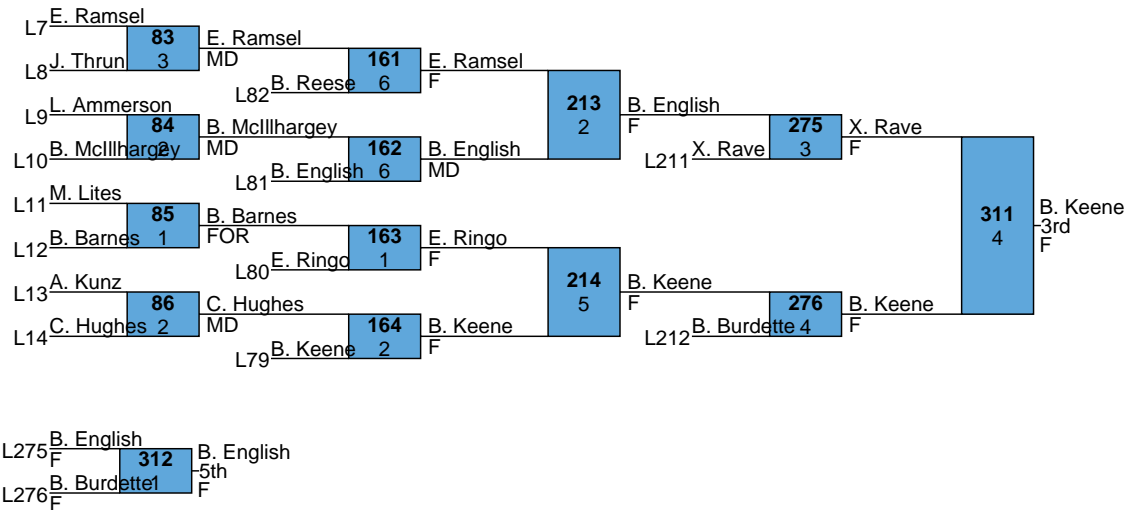 L7 E. Ramsel
83
3
E. Ramsel
MD
L8 J. Thrun
161
6
E. Ramsel
F
L82 B. Reese
L9 L. Ammerson
84
2
B. McIllhargey
MD
L10 B. McIllhargey
213
2
B. English
F
162
6
B. English
MD
L81 B. English
275
3
X. Rave
F
L211 X. Rave
L11 M. Lites
85
1
B. Barnes
FOR
L12 B. Barnes
163
1
E. Ringo
F
L80 E. Ringo
311
4
B. Keene
3rd
F
L13 A. Kunz
86
2
C. Hughes
MD
L14 C. Hughes
214
5
B. Keene
F
164
2
B. Keene
F
L79 B. Keene
276
4
B. Keene
F
L212 B. Burdette
L275 B. English
F
312
1
B. English
5th
F
L276 B. Burdette
F